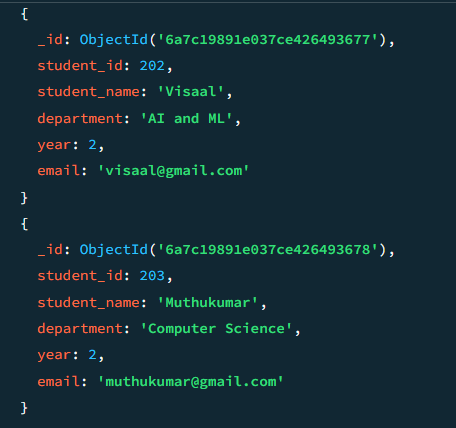 {
_id: ObjectId('6a7c19891e037ce426493677'),
student_id: 202,
student_name: 'Visaal',
department: 'AI and ML',
year: 2,
email: 'visaal@gmail.com'
}
{
_id: ObjectId('6a7c19891e037ce426493678'),
student_id: 203,
student_name: 'Muthukumar',
department: 'Computer Science',
year: 2,
email: 'muthukumar@gmail.com'
}